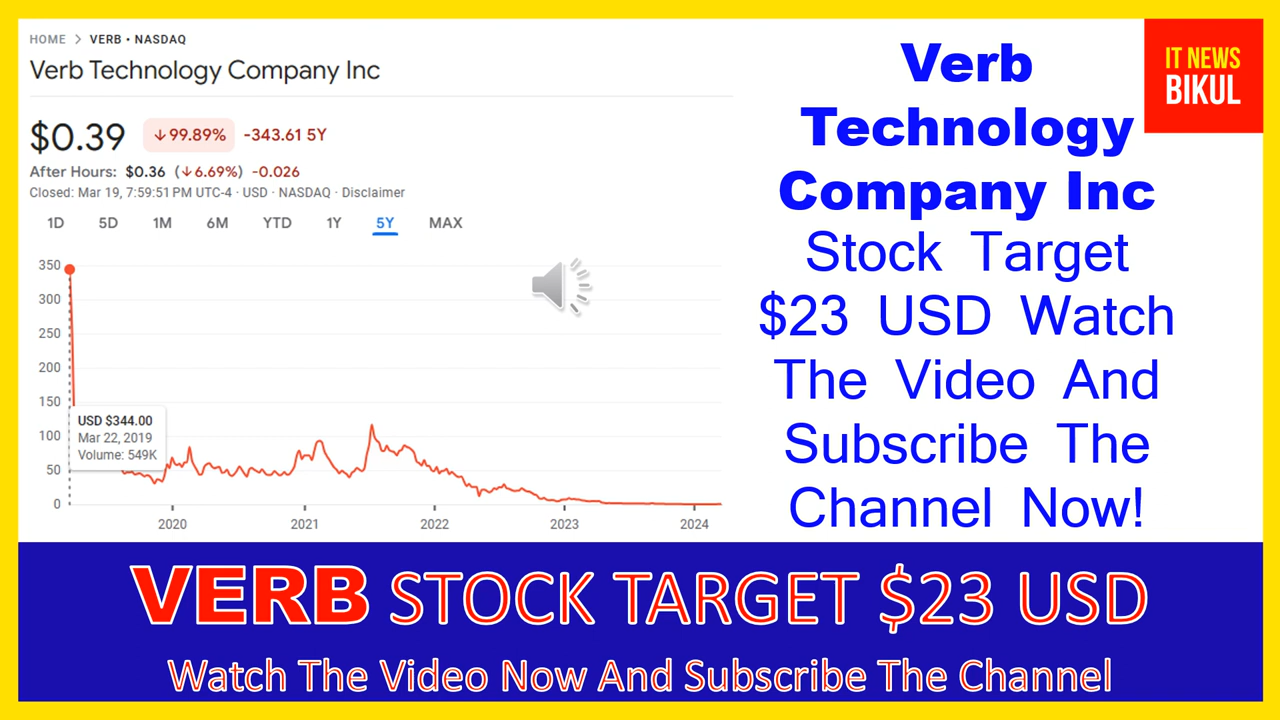 HOME > VERB • NASDAQ
Verb Technology Company Inc
$0.39 ↓99.89% -343.61 5Y
After Hours: $0.36 (↓6.69%) -0.026
Closed: Mar 19, 7:59:51 PM UTC-4 · USD · NASDAQ · Disclaimer
1D 5D 1M 6M YTD 1Y 5Y MAX
350
300
250
200
150
100
50
0
USD $344.00
Mar 22, 2019
Volume: 549K
2020 2021 2022 2023 2024
Verb
Technology
Company Inc
Stock Target
$23 USD Watch
The Video And
Subscribe The
Channel Now!
IT NEWS
BIKUL
VERB STOCK TARGET $23 USD
Watch The Video Now And Subscribe The Channel